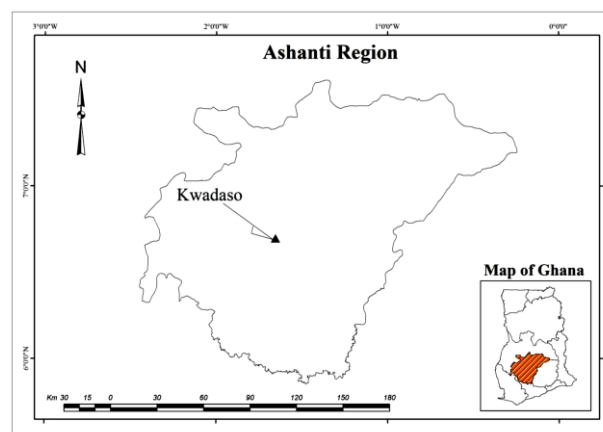 3°0'0"W 2°0'0"W 1°0'0"W 0°0'0"
Ashanti Region
N
7°0'0"N
Kwadaso
Map of Ghana
6°0'0"N
Km 30 15 0 30 60 90 120 150 180